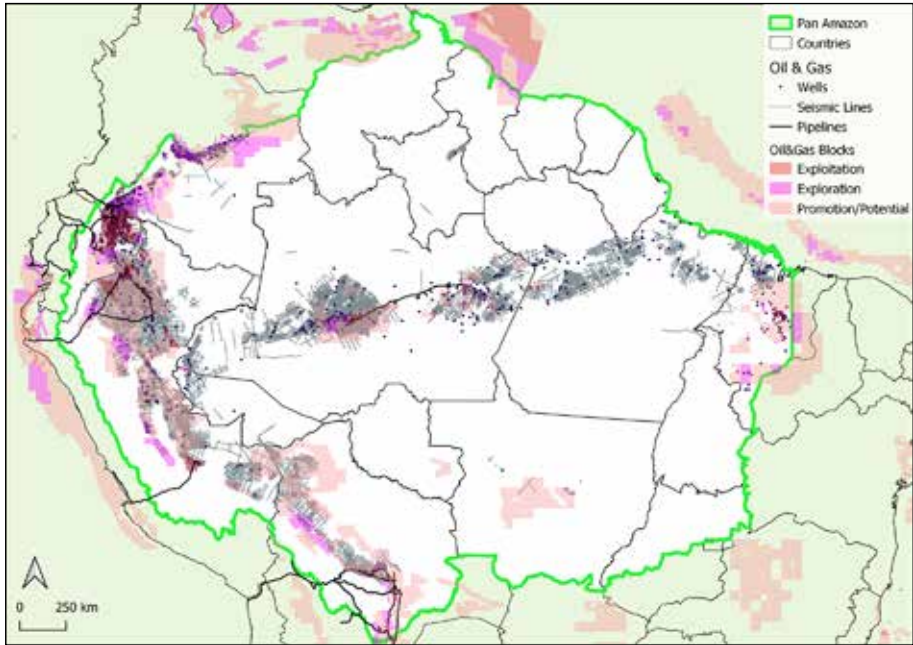 Pan Amazon
Countries
Oil & Gas
Wells
Seismic Lines
Pipelines
Oil&Gas Blocks
Exploitation
Exploration
Promotion/Potential
0 250 km